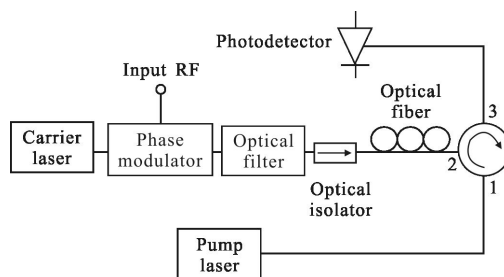 Photodetector
Input RF
Optical
fiber
3
Carrier
laser
Phase
modulator
Optical
filter
2
1
Optical
isolator
Pump
laser